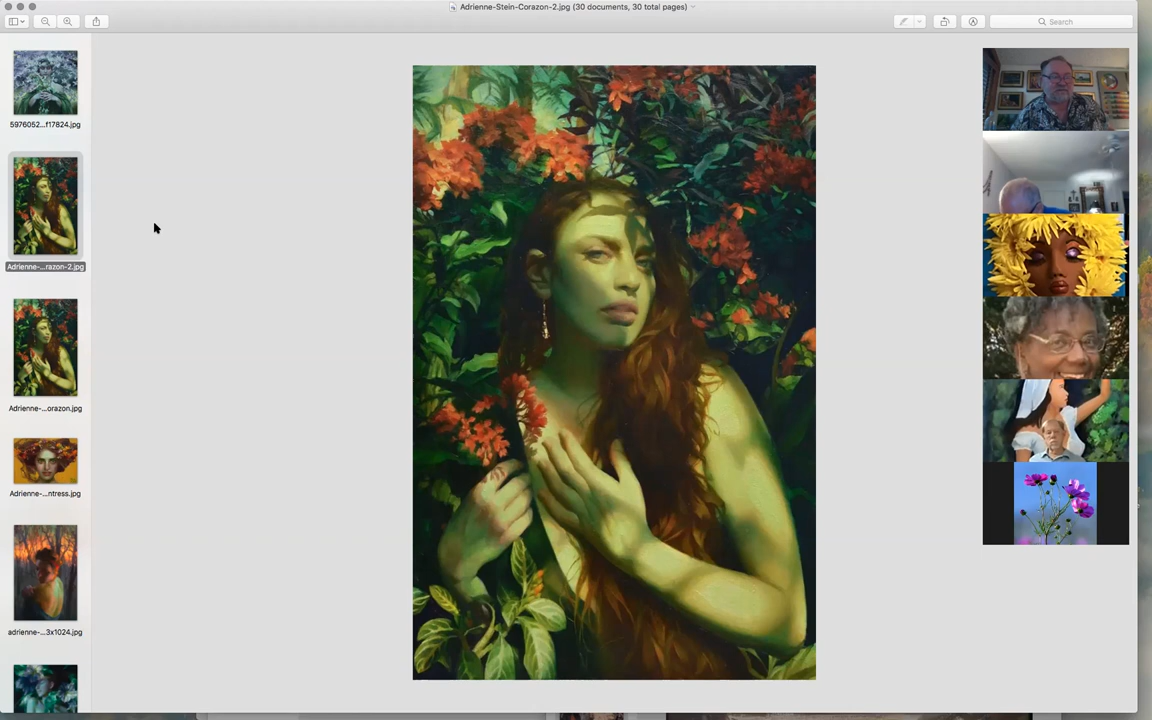 Adrienne-Stein-Corazon-2.jpg (30 documents, 30 total pages)
Search
5976052...f17824.jpg
Adrienne-...razon-2.jpg
Adrienne-...orazon.jpg
Adrienne-...ntress.jpg
adrienne-...3x1024.jpg